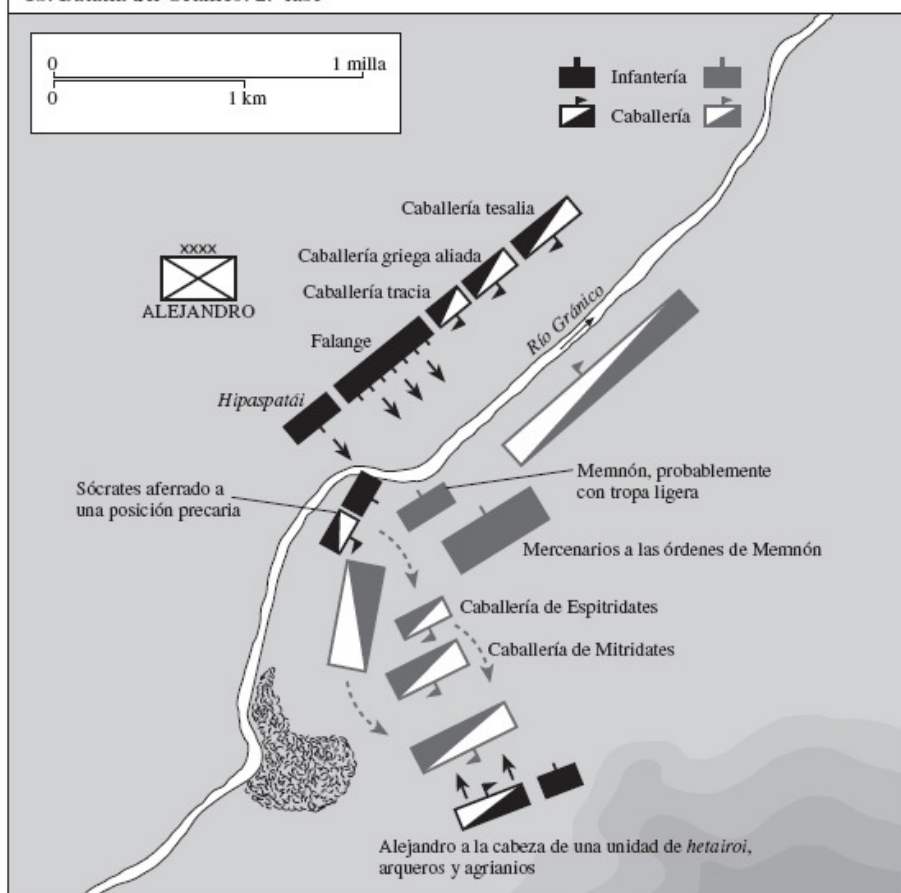 0
1 milla
0
1 km
Infantería
Caballería
Caballería tesalia
Caballería griega aliada
Caballería tracia
xxxx
ALEJANDRO
Falange
Río Gránico
Hipaspatái
Sócrates aferrado a
una posición precaria
Memnón, probablemente
con tropa ligera
Mercenarios a las órdenes de Memnón
Caballería de Espitridates
Caballería de Mitridates
Alejandro a la cabeza de una unidad de hetairoi,
arqueros y agrianios